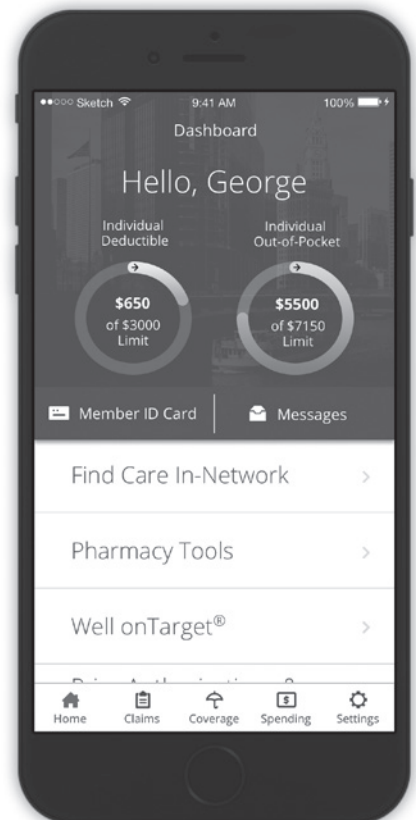 Sketch 9:41 AM 100%
Dashboard
Hello, George
Individual
Deductible
Individual
Out-of-Pocket
$650
of $3000
Limit
$5500
of $7150
Limit
Member ID Card
Messages
Find Care In-Network
Pharmacy Tools
Well onTarget®
Home Claims Coverage Spending Settings